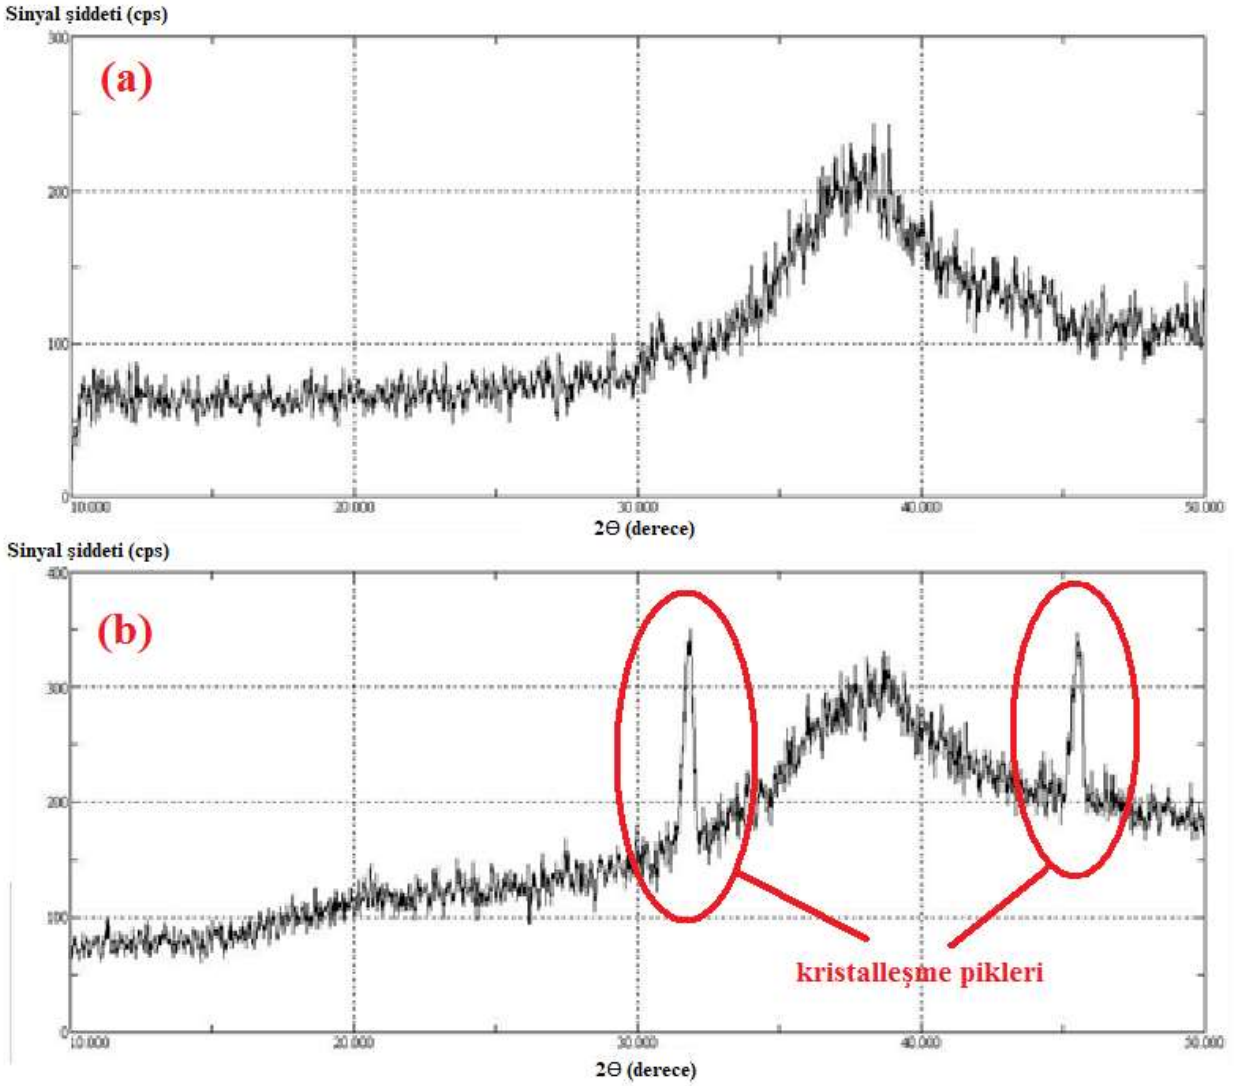 Sinyal şiddeti (cps)
300
(a)
200
100
0
10.000 20.000 30.000 40.000 50.000
2Θ (derece)
Sinyal şiddeti (cps)
400
(b)
300
200
100
kristalleşme pikleri
0
10.000 20.000 30.000 40.000 50.000
2Θ (derece)